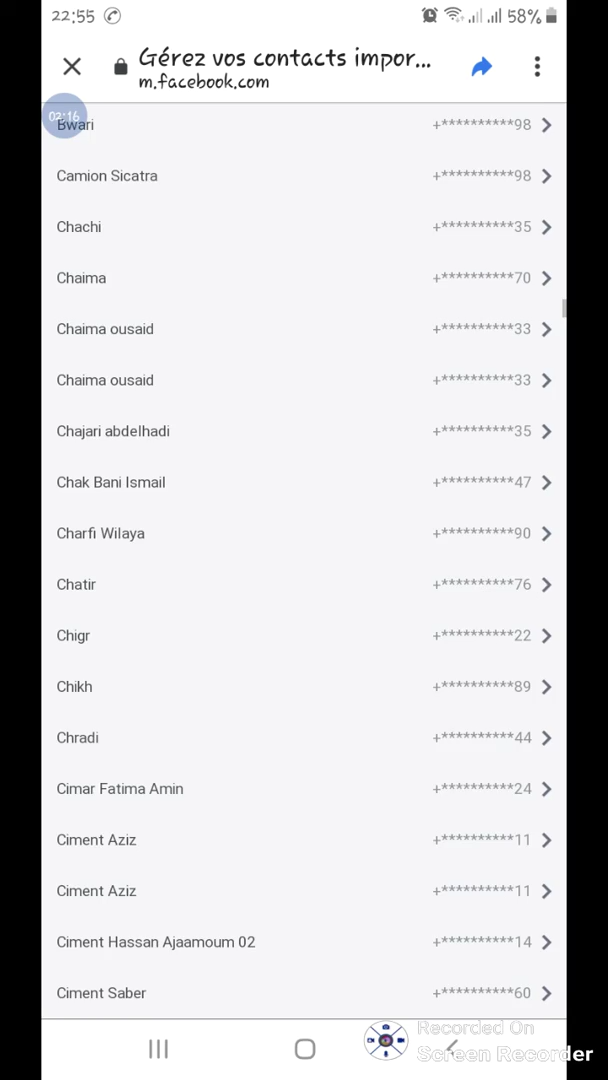 22:55 58%
Gérez vos contacts impor...
m.facebook.com
02:16
Bwari +**********98
Camion Sicatra +**********98
Chachi +**********35
Chaima +**********70
Chaima ousaid +**********33
Chaima ousaid +**********33
Chajari abdelhadi +**********35
Chak Bani Ismail +**********47
Charfi Wilaya +**********90
Chatir +**********76
Chigr +**********22
Chikh +**********89
Chradi +**********44
Cimar Fatima Amin +**********24
Ciment Aziz +**********11
Ciment Aziz +**********11
Ciment Hassan Ajaamoum 02 +**********14
Ciment Saber +**********60
Recorded On
Screen Recorder